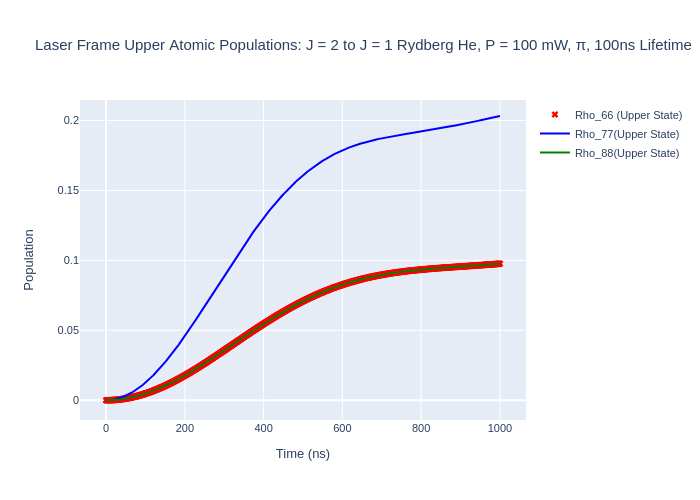 Laser Frame Upper Atomic Populations: J = 2 to J = 1 Rydberg He, P = 100 mW, π, 100ns Lifetime
Rho_66 (Upper State)
Rho_77(Upper State)
Rho_88(Upper State)
0.2
0.15
0.1
0.05
0
Population
0 200 400 600 800 1000
Time (ns)